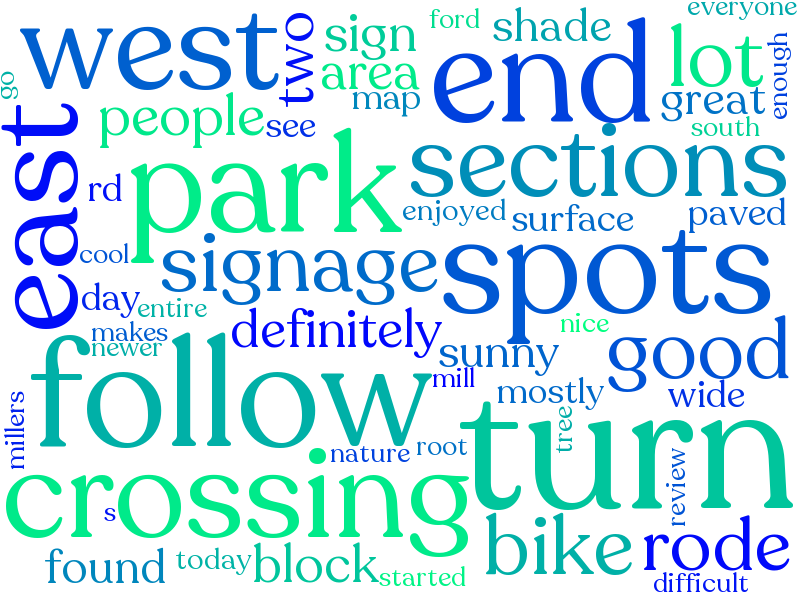 everyone
ford
west
two
sign
shade
end
lot
go
area
enough
people
map
great
see
south
east
park
sections
rd
enjoyed
surface
paved
cool
signage
spots
day
entire
definitely
nice
makes
newer
follow
sunny
good
mill
mostly
wide
millers
turn
tree
nature
root
crossing
review
s
bike
rode
found
today
block
started
difficult